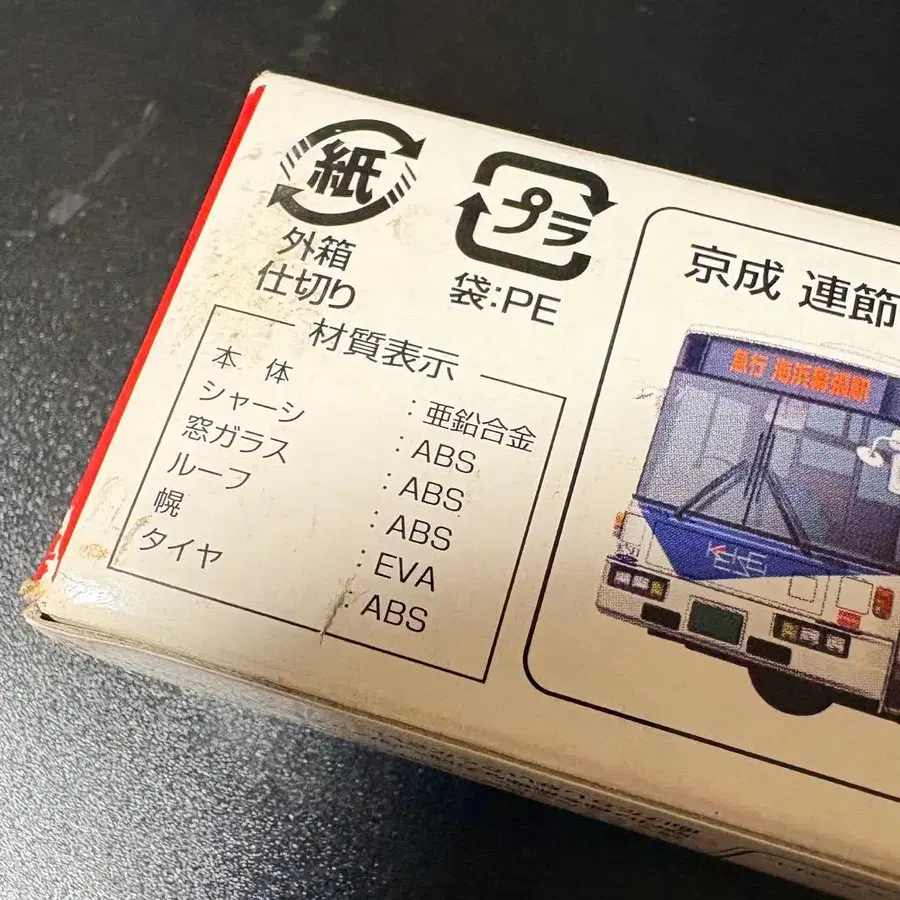 紙
外箱
仕切り
プラ
袋:PE
材質表示
本 体 : 亜鉛合金
シャーシ : ABS
窓ガラス : ABS
ルーフ : ABS
幌 : EVA
タイヤ : ABS
京成 連節
急行 海浜幕張駅
KEISEI